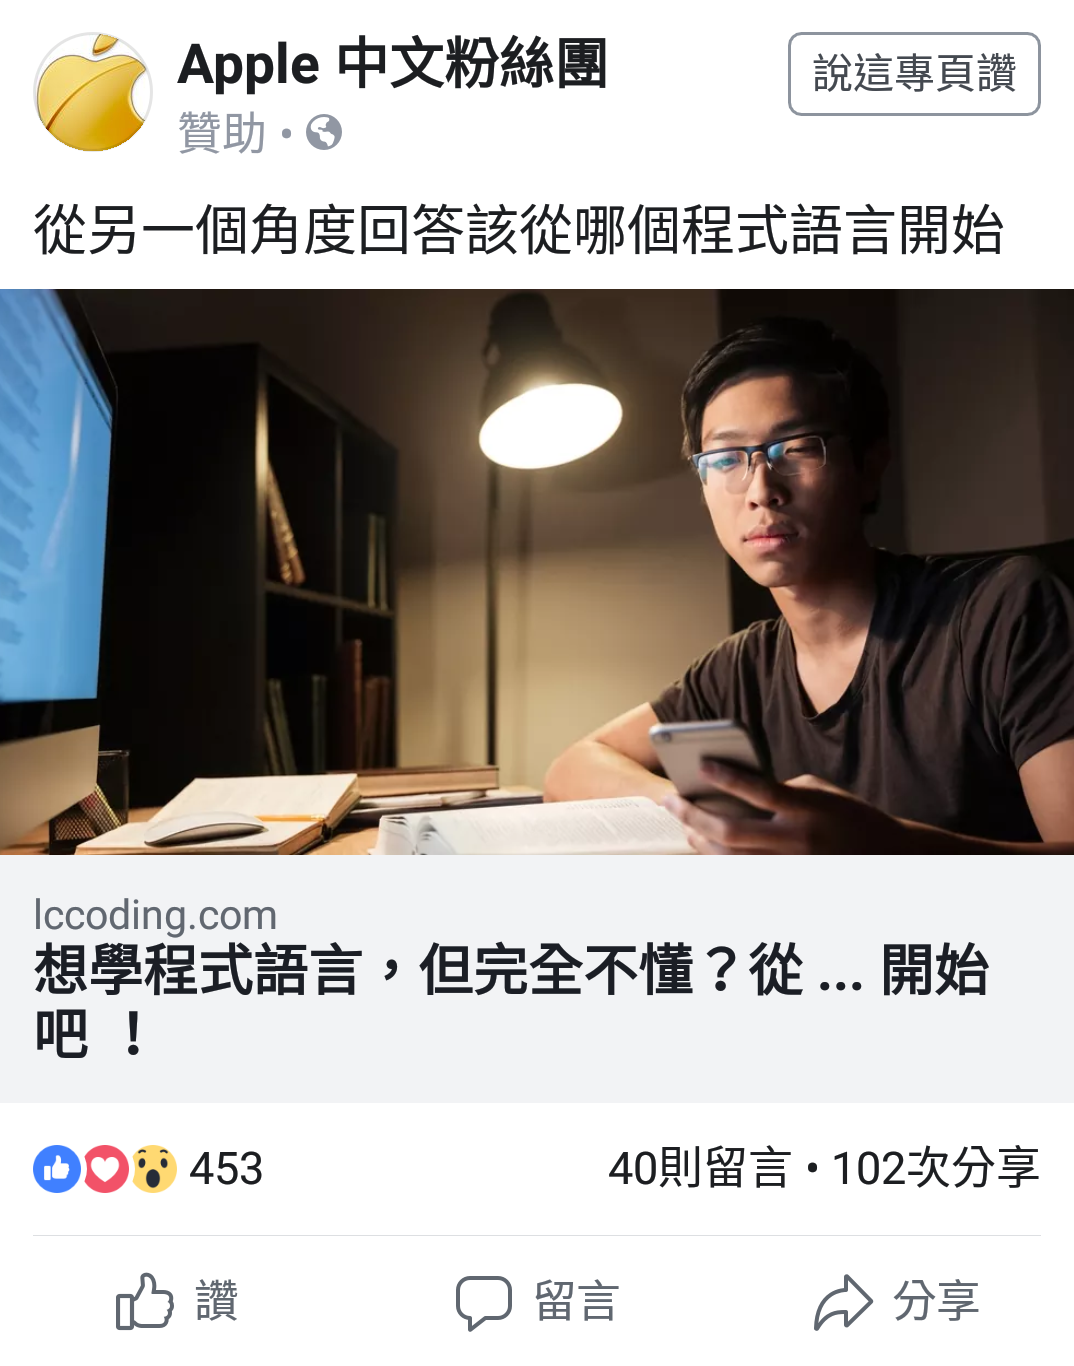 Apple 中文粉絲團
說這專頁讚
贊助 •
從另一個角度回答該從哪個程式語言開始
lccoding.com
想學程式語言，但完全不懂？從 ... 開始
吧 ！
453
40則留言 • 102次分享
讚
留言
分享